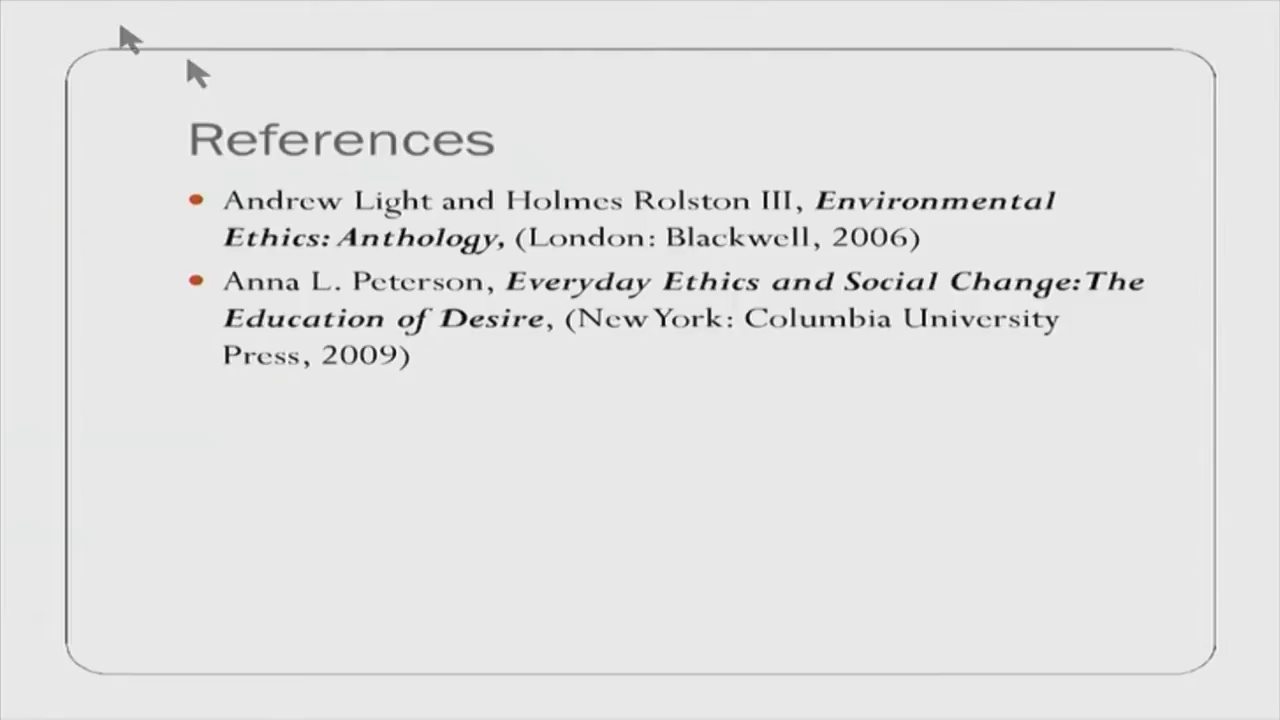 References
• Andrew Light and Holmes Rolston III, Environmental
Ethics: Anthology, (London: Blackwell, 2006)
• Anna L. Peterson, Everyday Ethics and Social Change: The
Education of Desire, (New York: Columbia University
Press, 2009)